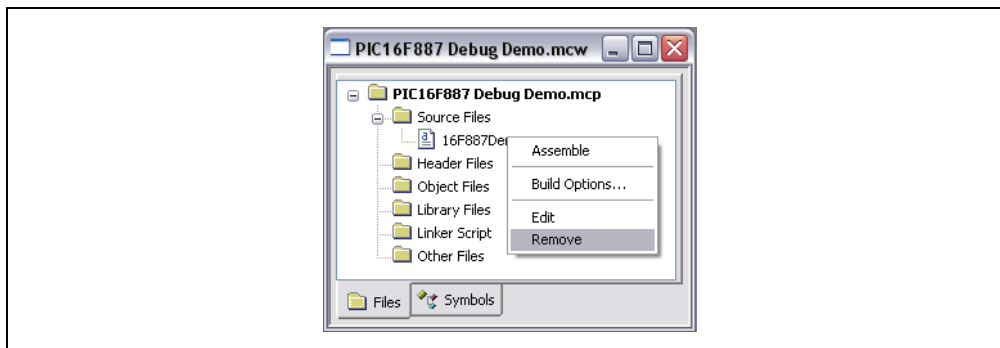 PIC16F887 Debug Demo.mcw
PIC16F887 Debug Demo.mcp
Source Files
Assemble
Header Files
Object Files
Build Options...
Library Files
Edit
Linker Script
Remove
Other Files
Files
Symbols